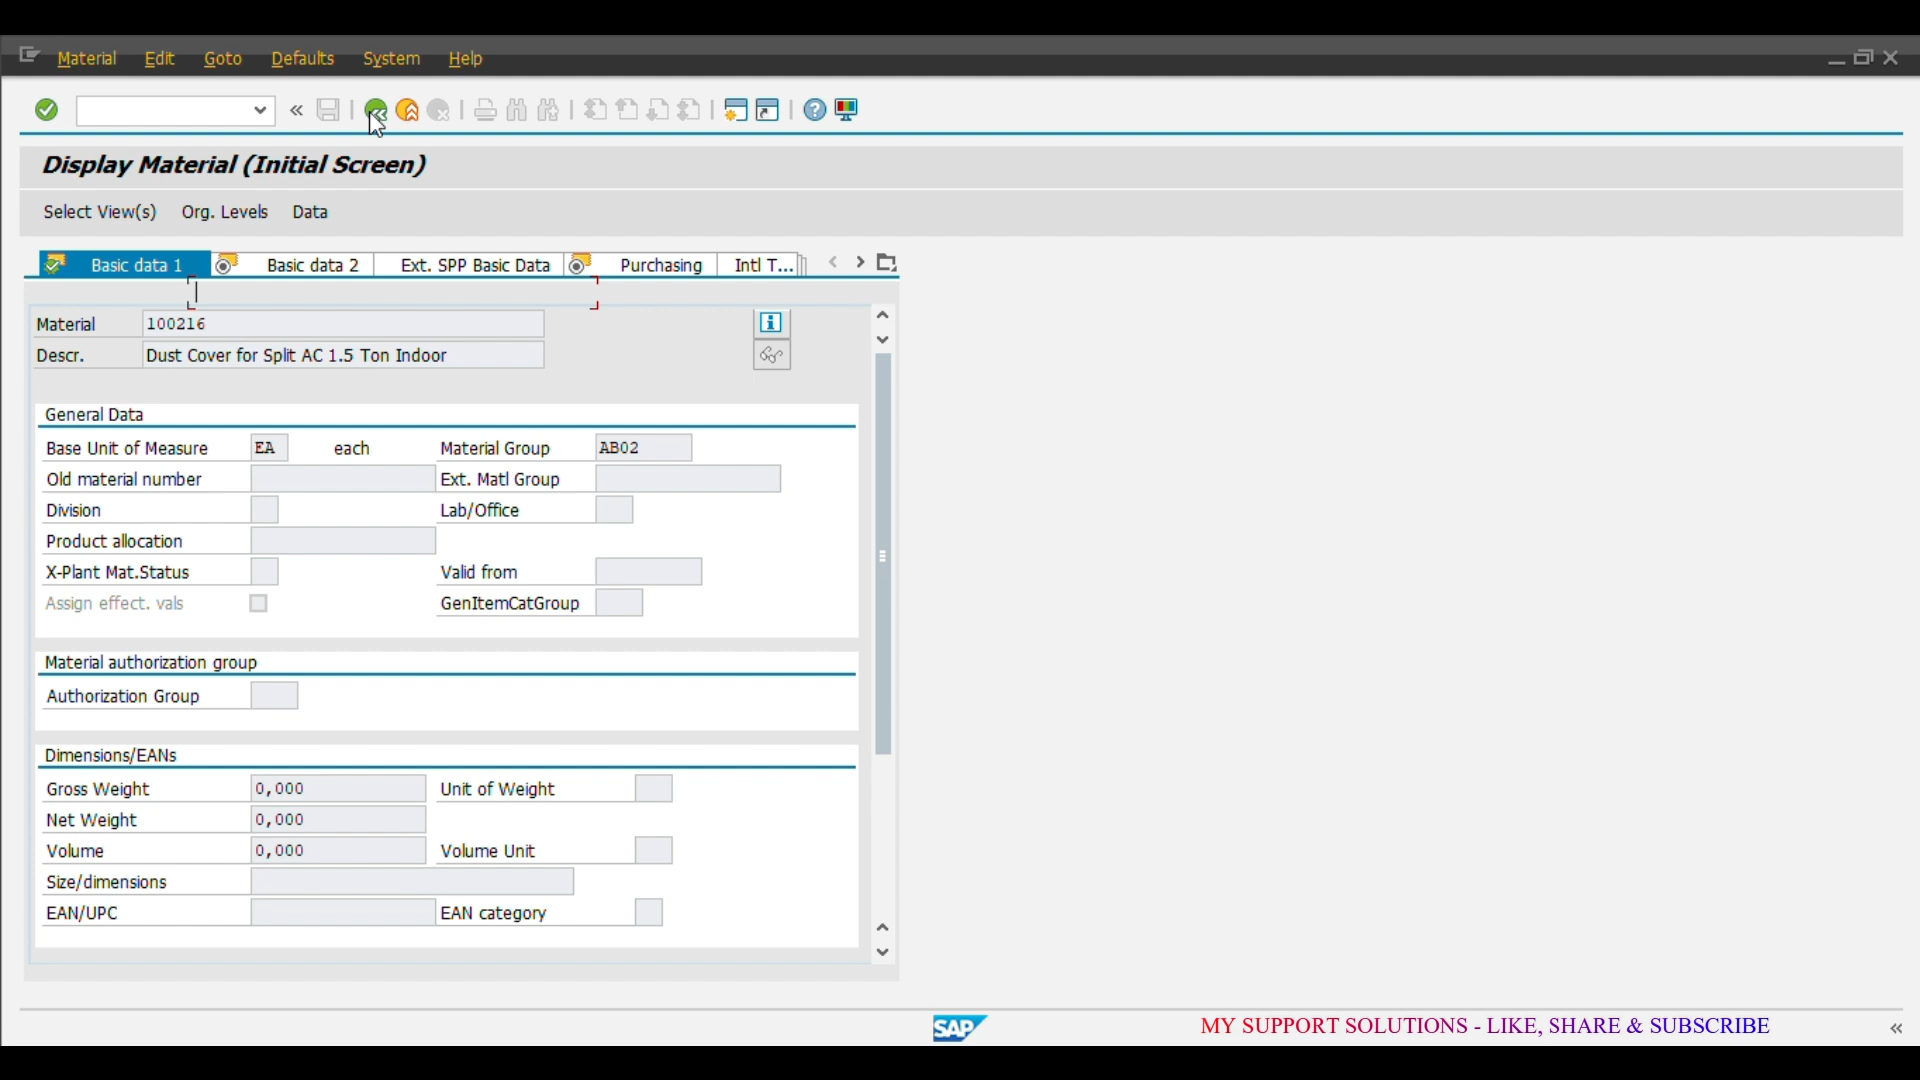 Material Edit Goto Defaults System Help
Display Material (Initial Screen)
Select View(s) Org. Levels Data
Basic data 1 Basic data 2 Ext. SPP Basic Data Purchasing Intl T...
Material 100216
Descr. Dust Cover for Split AC 1.5 Ton Indoor
General Data
Base Unit of Measure EA each Material Group AB02
Old material number Ext. Matl Group
Division Lab/Office
Product allocation
X-Plant Mat.Status Valid from
Assign effect. vals GenItemCatGroup
Material authorization group
Authorization Group
Dimensions/EANs
Gross Weight 0,000 Unit of Weight
Net Weight 0,000
Volume 0,000 Volume Unit
Size/dimensions
EAN/UPC EAN category
SAP MY SUPPORT SOLUTIONS - LIKE, SHARE & SUBSCRIBE